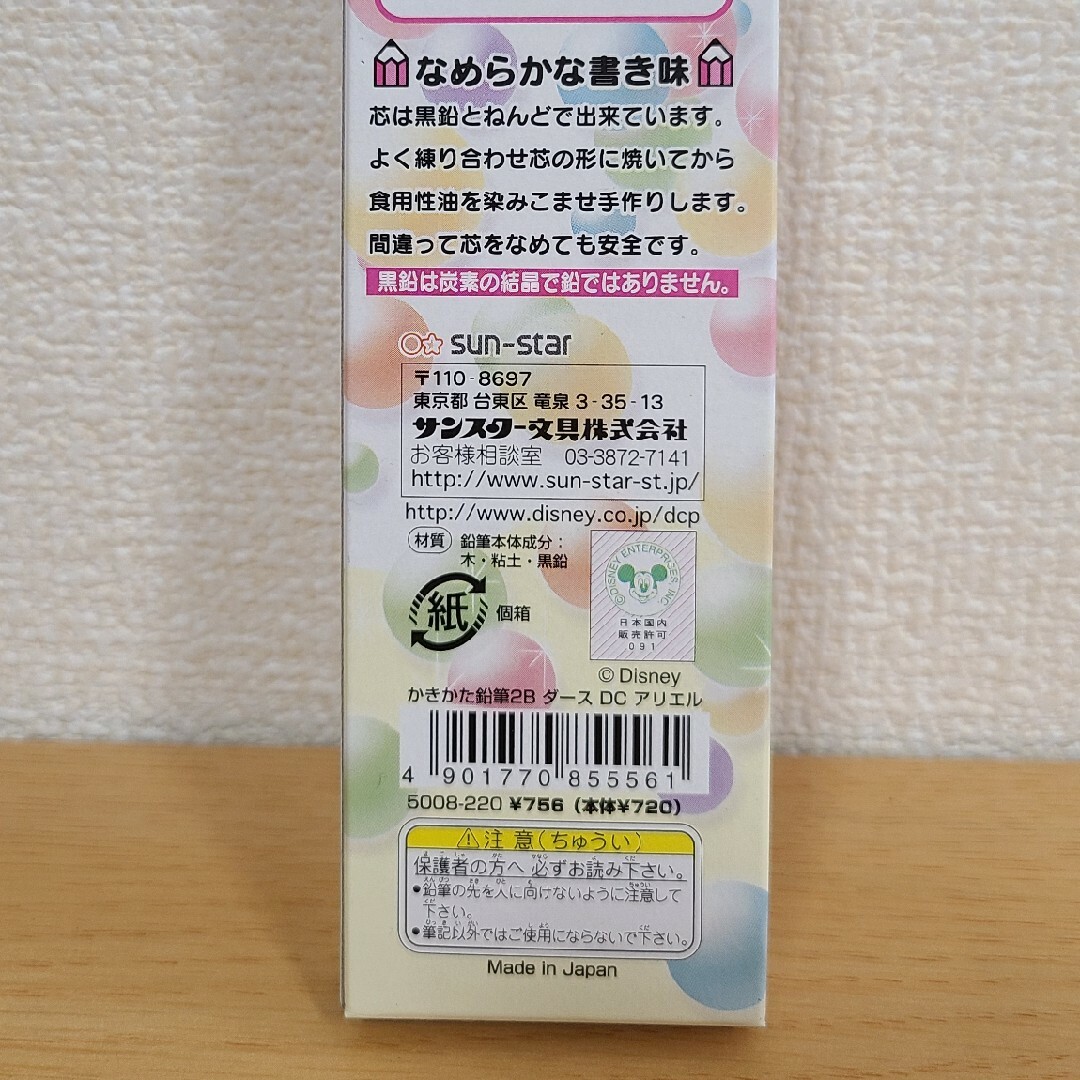 なめらかな書き味
芯は黒鉛とねんどで出来ています。
よく練り合わせ芯の形に焼いてから
食用性油を染みこませ手作りします。
間違って芯をなめても安全です。
黒鉛は炭素の結晶で鉛ではありません。
sun-star
〒110-8697
東京都 台東区 竜泉 3-35-13
サンスター文具株式会社
お客様相談室 03-3872-7141
http://www.sun-star-st.jp/
http://www.disney.co.jp/dcp
材質 鉛筆本体成分：
木・粘土・黒鉛
紙 個箱
©DISNEY ENTERPRISES, INC.
日本国内
販売許可
091
© Disney
かきかた鉛筆2B ダース DC アリエル
4 901770 855561
5008-220 ¥756（本体¥720）
⚠注意（ちゅうい）
保護者の方へ 必ずお読み下さい。
・鉛筆の先を人に向けないように注意して
下さい。
・筆記以外ではご使用にならないで下さい。
Made in Japan